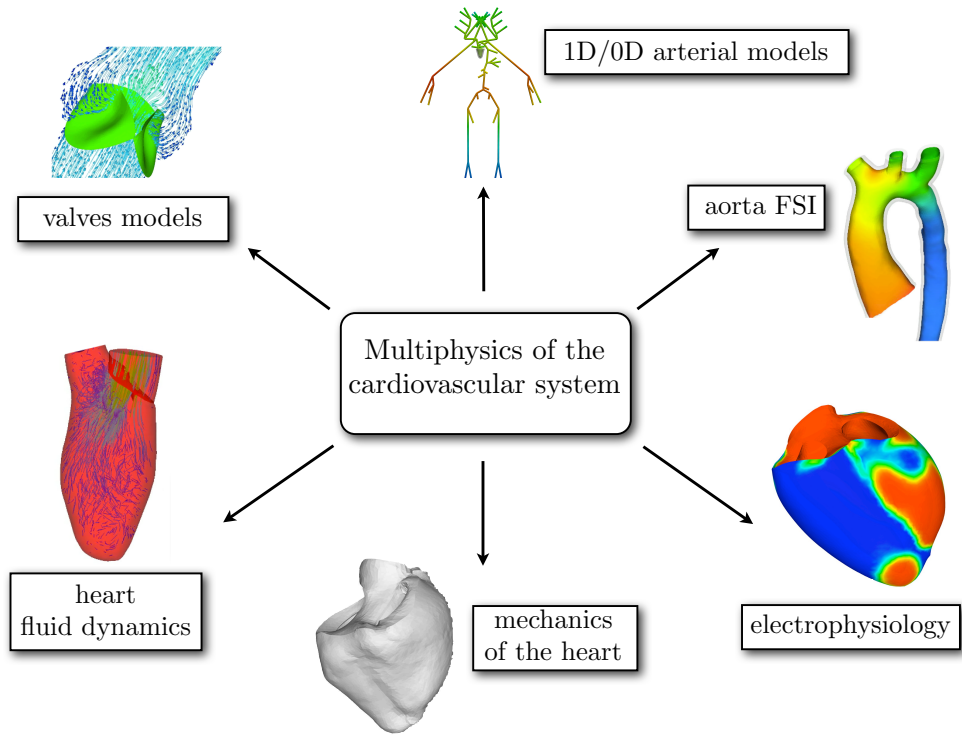 1D/0D arterial models
valves models
aorta FSI
Multiphysics of the
cardiovascular system
heart
fluid dynamics
mechanics
of the heart
electrophysiology